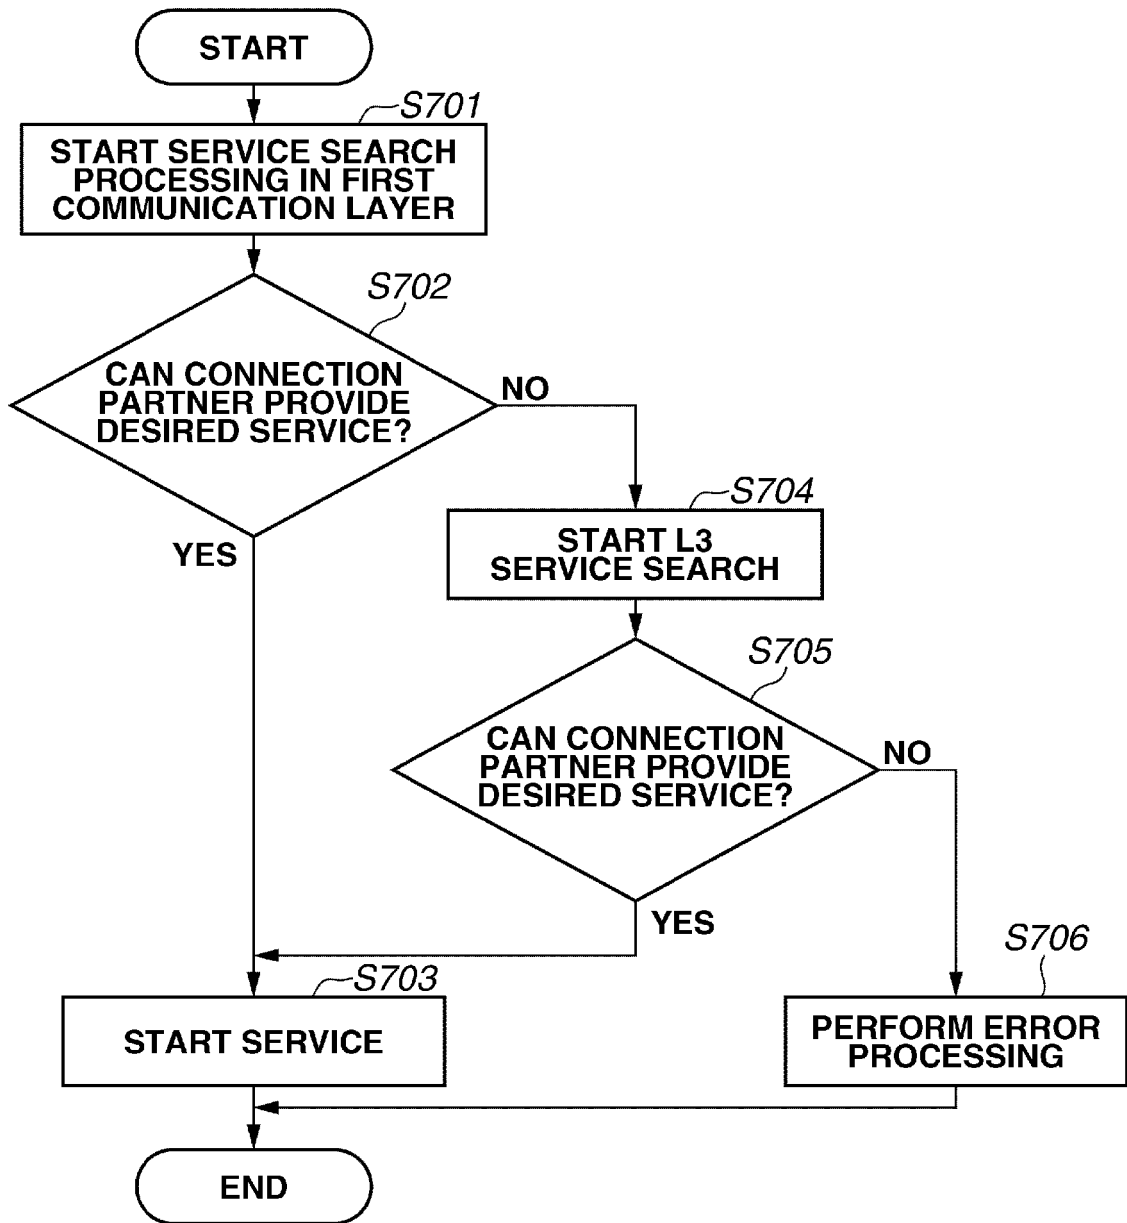 START
S701
START SERVICE SEARCH
PROCESSING IN FIRST
COMMUNICATION LAYER
S702
CAN CONNECTION
PARTNER PROVIDE
DESIRED SERVICE?
NO
YES
S704
START L3
SERVICE SEARCH
S705
CAN CONNECTION
PARTNER PROVIDE
DESIRED SERVICE?
NO
YES
S703
START SERVICE
S706
PERFORM ERROR
PROCESSING
END